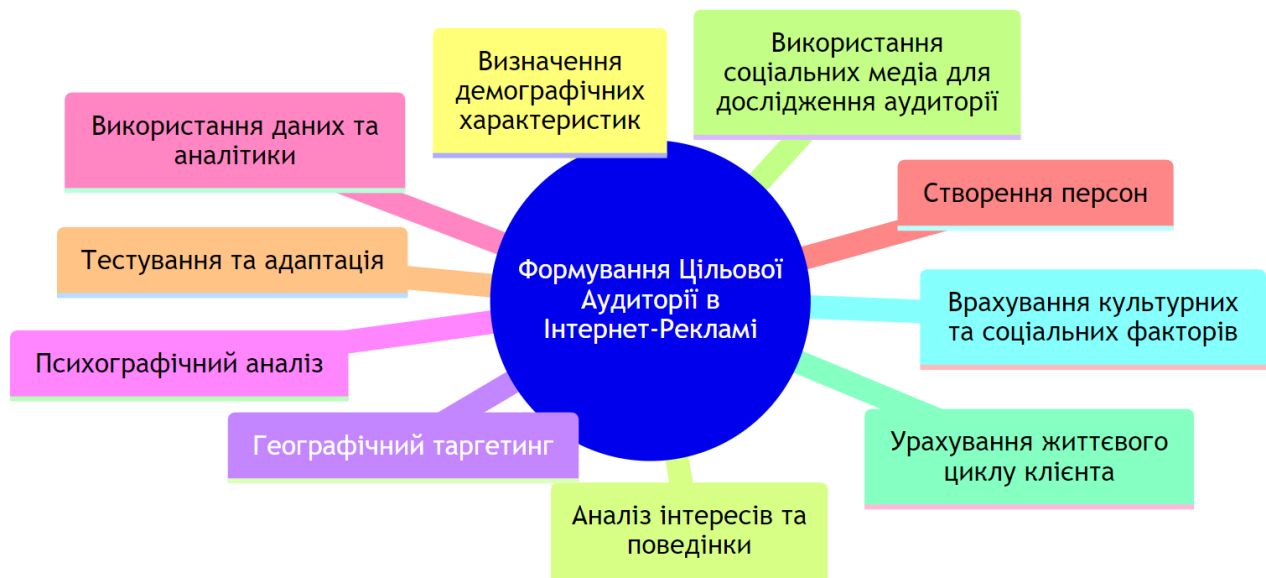 Визначення
демографічних
характеристик
Використання
соціальних медіа для
дослідження аудиторії
Використання даних та
аналітики
Створення персон
Тестування та адаптація
Формування Цільової
Аудиторії в
Інтернет-Рекламі
Врахування культурних
та соціальних факторів
Психографічний аналіз
Географічний таргетинг
Урахування життєвого
циклу клієнта
Аналіз інтересів та
поведінки